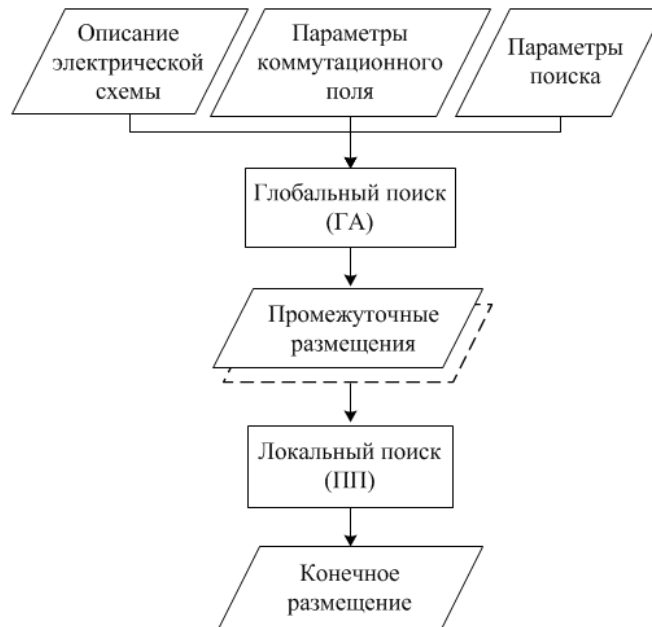 Описание
электрической
схемы
Параметры
коммутационного
поля
Параметры
поиска
Глобальный поиск
(ГА)
Промежуточные
размещения
Локальный поиск
(ПП)
Конечное
размещение